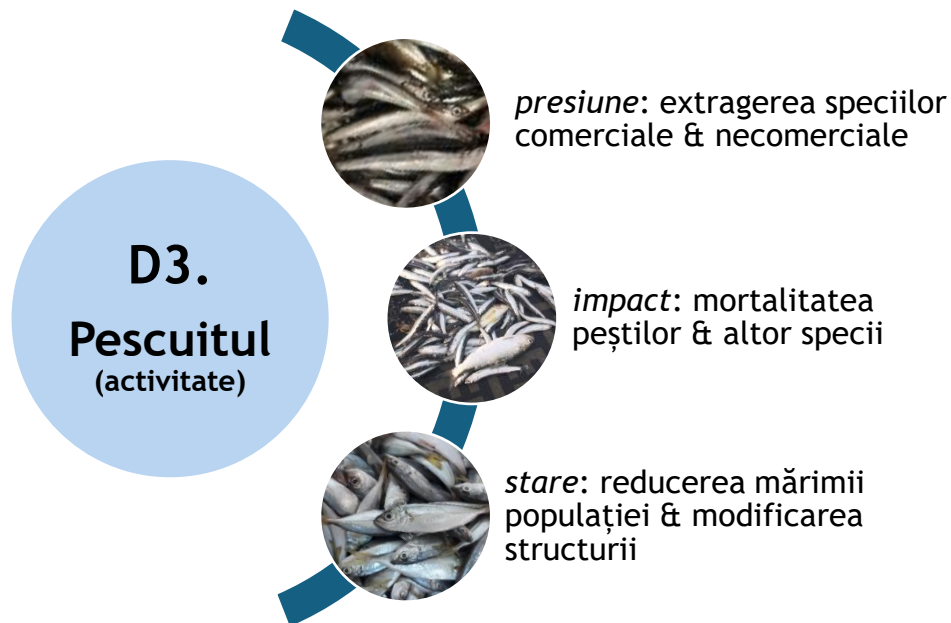 D3.
Pescuitul
(activitate)
presiune: extragerea speciilor
comerciale & necomerciale
impact: mortalitatea
peștilor & altor specii
stare: reducerea mărimii
populației & modificarea
structurii